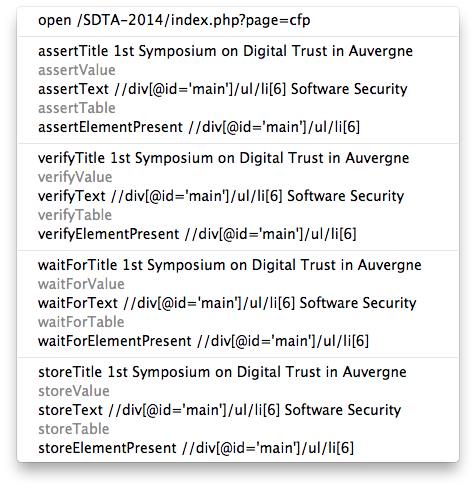 open /SDTA-2014/index.php?page=cfp
assertTitle 1st Symposium on Digital Trust in Auvergne
assertValue
assertText //div[@id='main']/ul/li[6] Software Security
assertTable
assertElementPresent //div[@id='main']/ul/li[6]
verifyTitle 1st Symposium on Digital Trust in Auvergne
verifyValue
verifyText //div[@id='main']/ul/li[6] Software Security
verifyTable
verifyElementPresent //div[@id='main']/ul/li[6]
waitForTitle 1st Symposium on Digital Trust in Auvergne
waitForValue
waitForText //div[@id='main']/ul/li[6] Software Security
waitForTable
waitForElementPresent //div[@id='main']/ul/li[6]
storeTitle 1st Symposium on Digital Trust in Auvergne
storeValue
storeText //div[@id='main']/ul/li[6] Software Security
storeTable
storeElementPresent //div[@id='main']/ul/li[6]